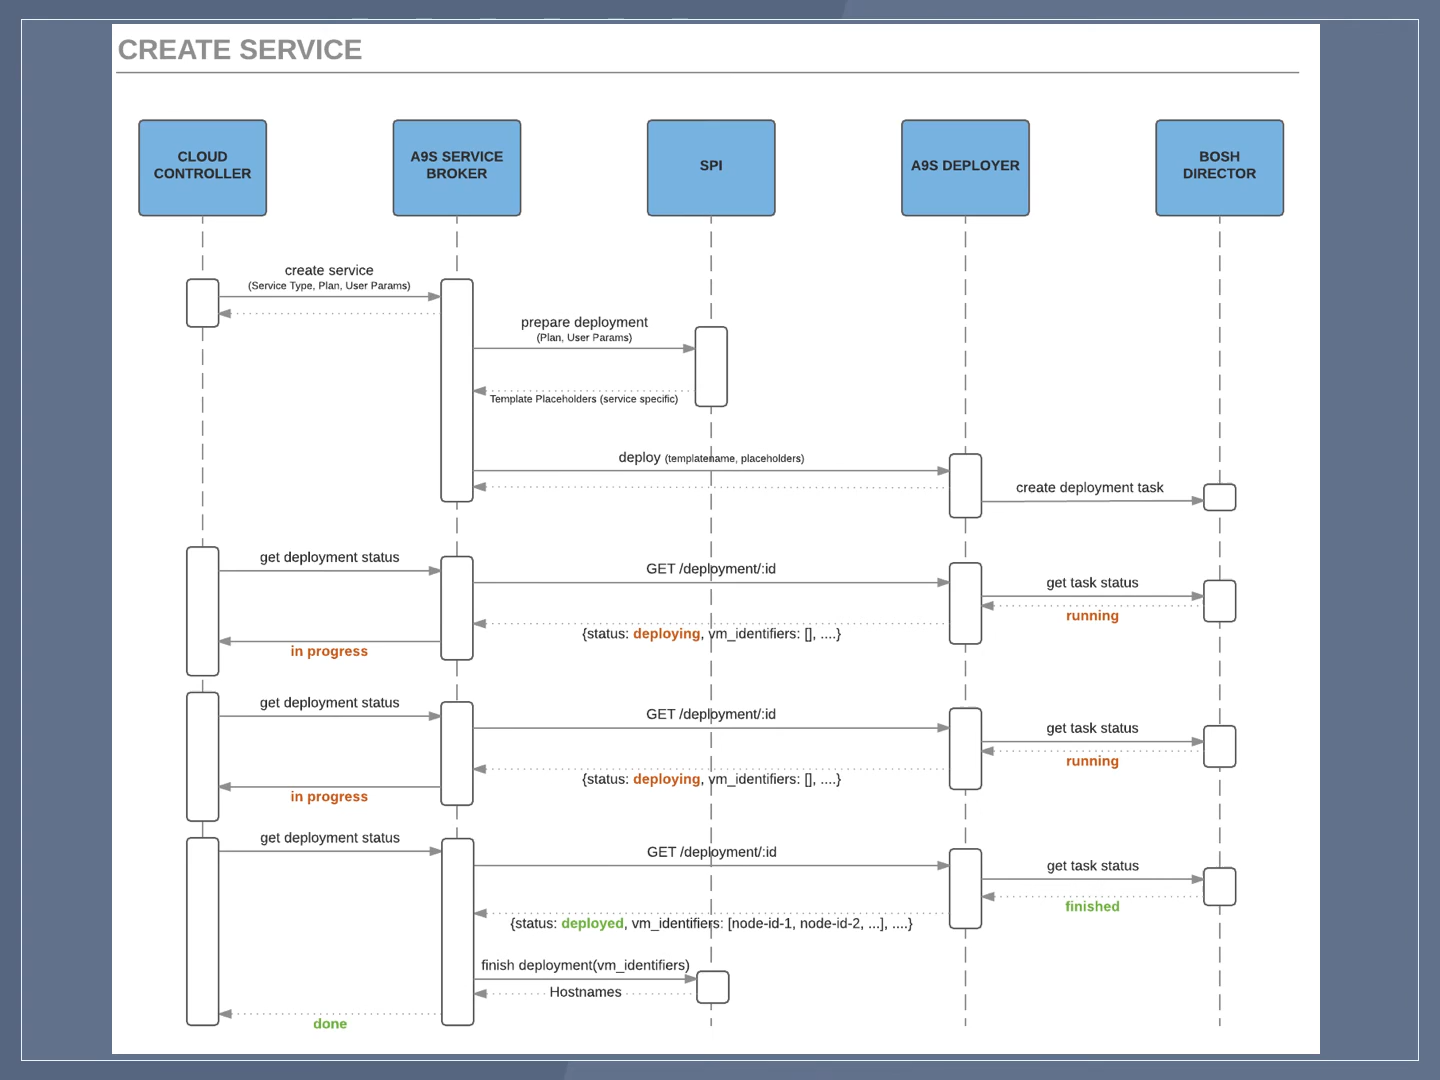 CREATE SERVICE
CLOUD
CONTROLLER
A9S SERVICE
BROKER
SPI
A9S DEPLOYER
BOSH
DIRECTOR
create service
(Service Type, Plan, User Params)
prepare deployment
(Plan, User Params)
Template Placeholders (service specific)
deploy (templatename, placeholders)
create deployment task
get deployment status
GET /deployment/:id
get task status
running
{status: deploying, vm_identifiers: [], ....}
in progress
get deployment status
GET /deployment/:id
get task status
running
{status: deploying, vm_identifiers: [], ....}
in progress
get deployment status
GET /deployment/:id
get task status
finished
{status: deployed, vm_identifiers: [node-id-1, node-id-2, ...], ....}
finish deployment(vm_identifiers)
Hostnames
done